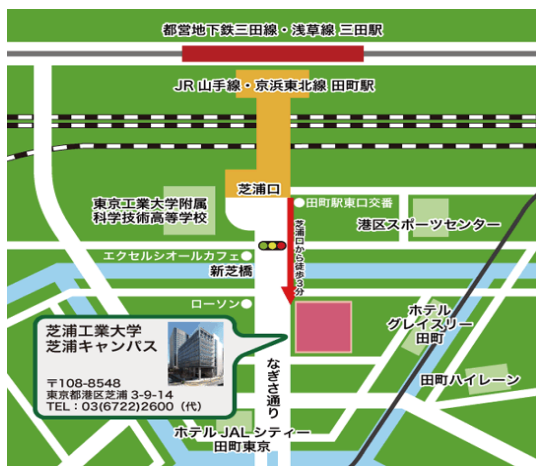 都営地下鉄三田線・浅草線 三田駅
JR 山手線・京浜東北線 田町駅
芝浦口
田町駅東口交番
東京工業大学附属
科学技術高等学校
港区スポーツセンター
芝浦口から徒歩3分
エクセルシオールカフェ
新芝橋
ローソン
ホテル
グレイスリー
田町
芝浦工業大学
芝浦キャンパス
〒108-8548
東京都港区芝浦 3-9-14
TEL：03(6722)2600（代）
なぎさ通り
田町ハイレーン
ホテル JAL シティー
田町東京